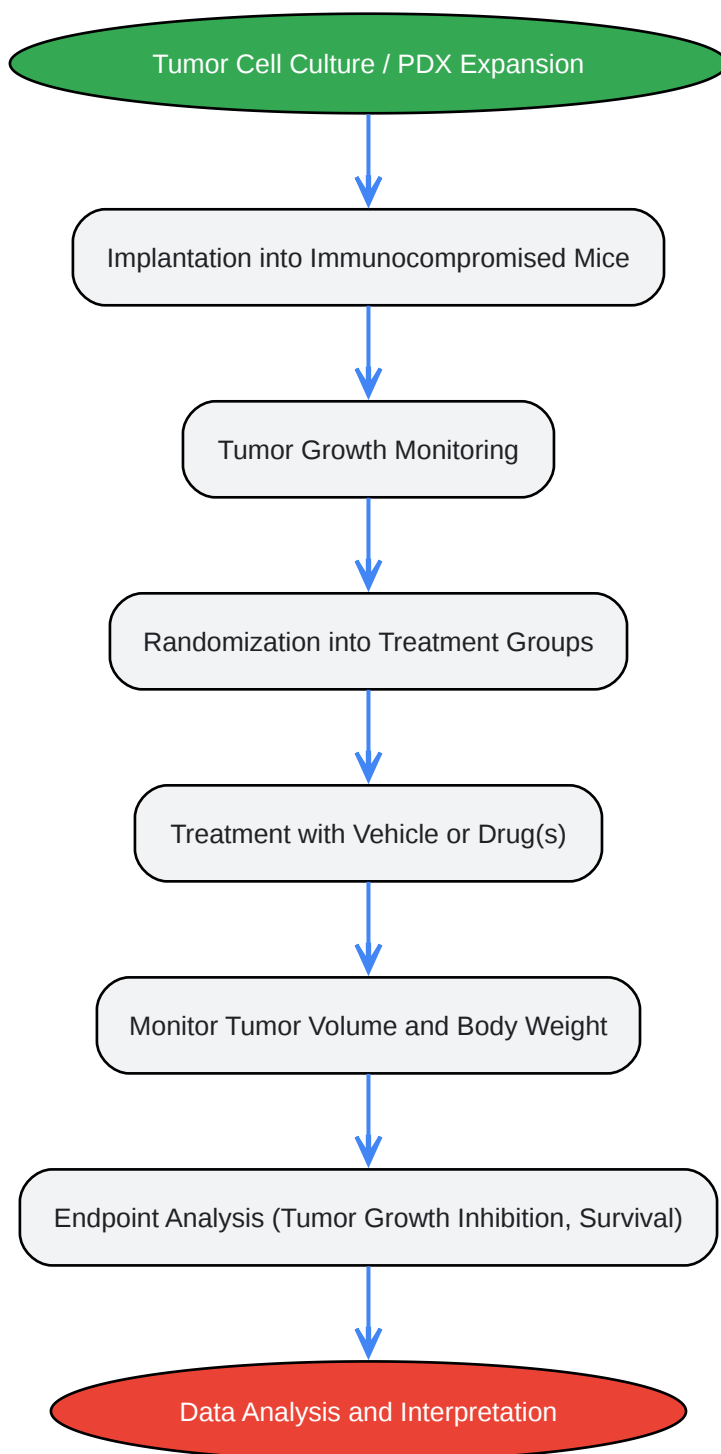 Tumor Cell Culture / PDX Expansion
Implantation into Immunocompromised Mice
Tumor Growth Monitoring
Randomization into Treatment Groups
Treatment with Vehicle or Drug(s)
Monitor Tumor Volume and Body Weight
Endpoint Analysis (Tumor Growth Inhibition, Survival)
Data Analysis and Interpretation